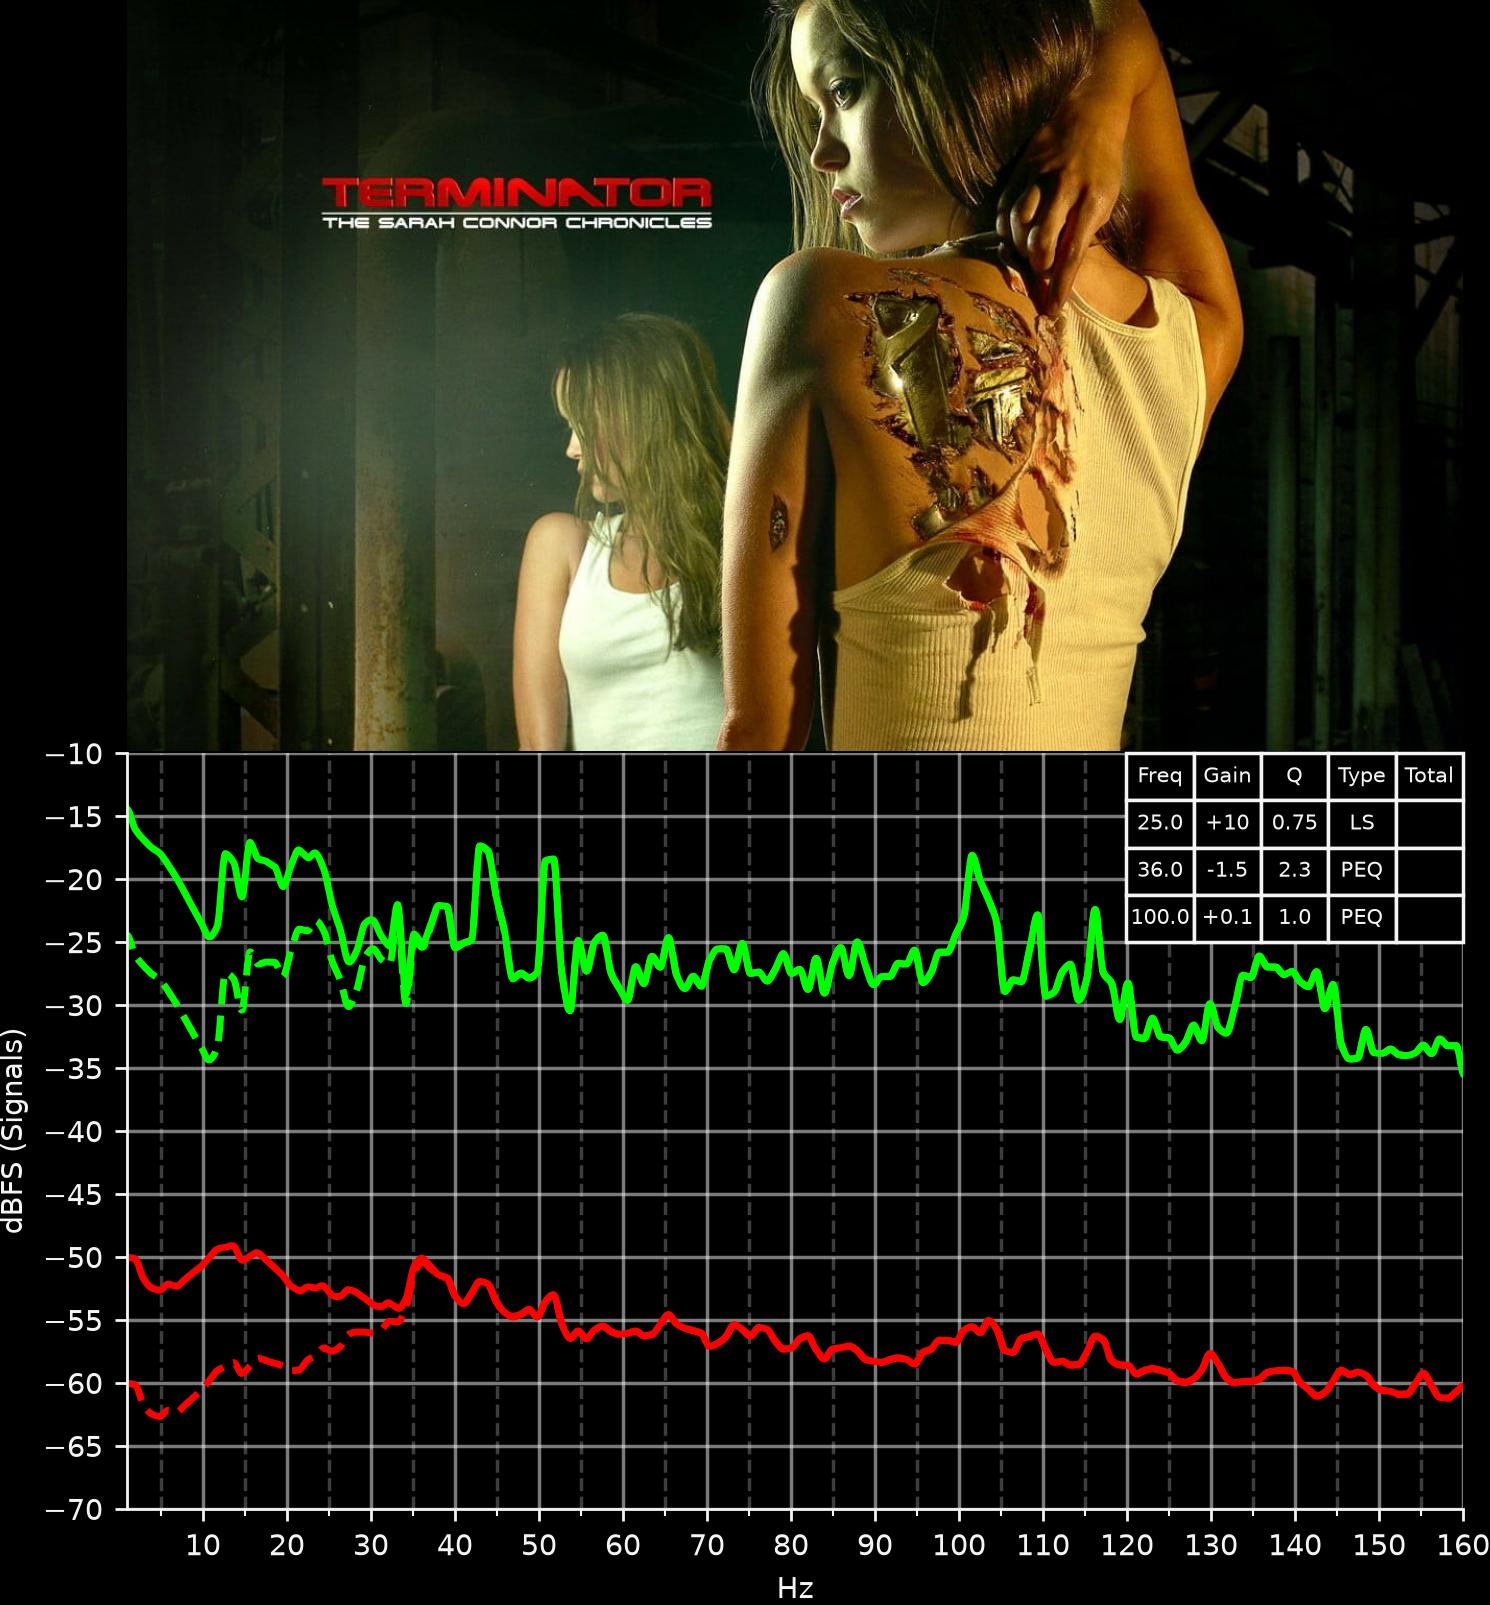 TERMINATOR
THE SARAH CONNOR CHRONICLES
Freq Gain Q Type Total
25.0 +10 0.75 LS
36.0 -1.5 2.3 PEQ
100.0 +0.1 1.0 PEQ
−10
−15
−20
−25
−30
−35
−40
−45
−50
−55
−60
−65
−70
dBFS (Signals)
10 20 30 40 50 60 70 80 90 100 110 120 130 140 150 160
Hz